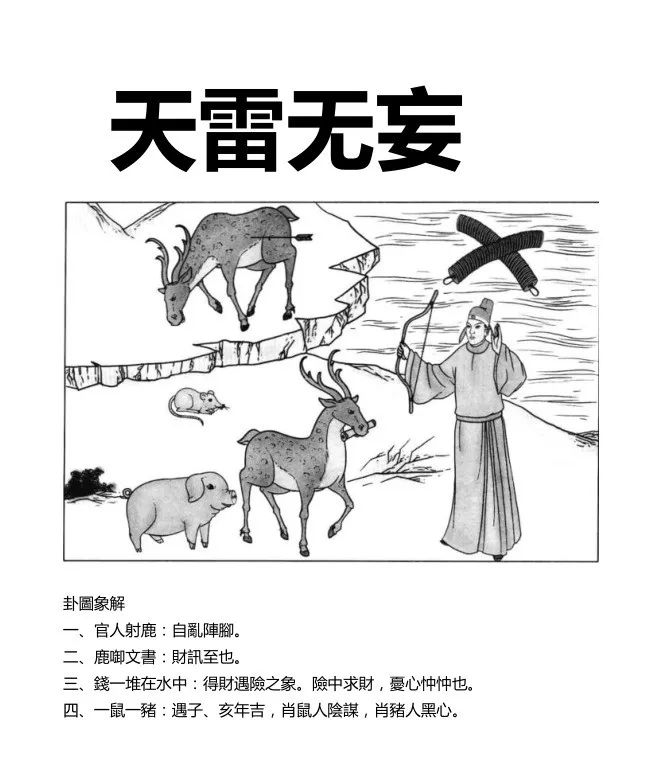 天雷无妄
卦圖象解
一、官人射鹿：自亂陣腳。
二、鹿啣文書：財訊至也。
三、錢一堆在水中：得財遇險之象。險中求財，憂心忡忡也。
四、一鼠一豬：遇子、亥年吉，肖鼠人陰謀，肖豬人黑心。